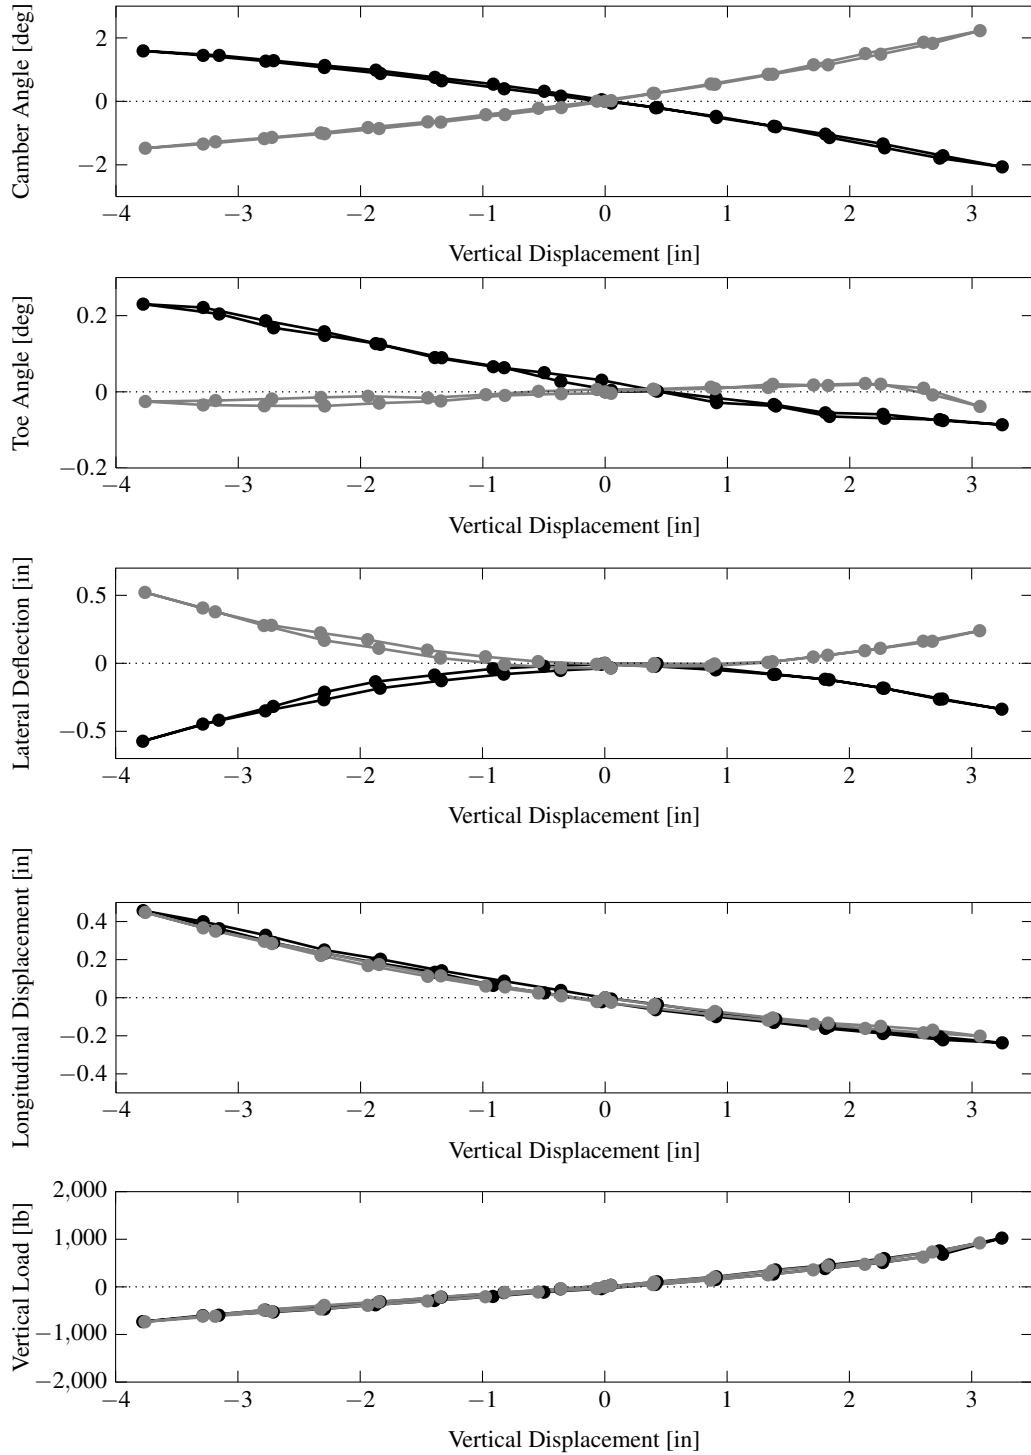 Camber Angle [deg]
2
0
−2
−4 −3 −2 −1 0 1 2 3
Vertical Displacement [in]
Toe Angle [deg]
0.2
0
−0.2
−4 −3 −2 −1 0 1 2 3
Vertical Displacement [in]
Lateral Deflection [in]
0.5
0
−0.5
−4 −3 −2 −1 0 1 2 3
Vertical Displacement [in]
Longitudinal Displacement [in]
0.4
0.2
0
−0.2
−0.4
−4 −3 −2 −1 0 1 2 3
Vertical Displacement [in]
Vertical Load [lb]
2,000
1,000
0
−1,000
−2,000
−4 −3 −2 −1 0 1 2 3
Vertical Displacement [in]